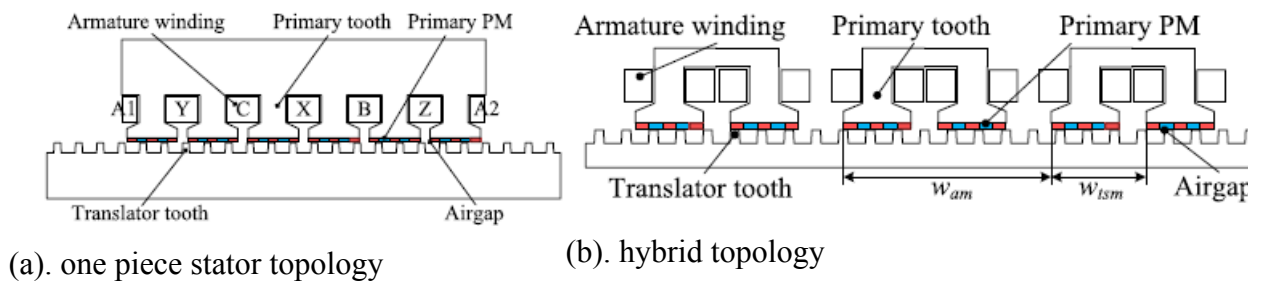 Armature winding Primary tooth Primary PM
A1 Y C X B Z A2
Translator tooth Airgap
(a). one piece stator topology
Armature winding Primary tooth Primary PM
Translator tooth w_am w_tsm Airgap
(b). hybrid topology